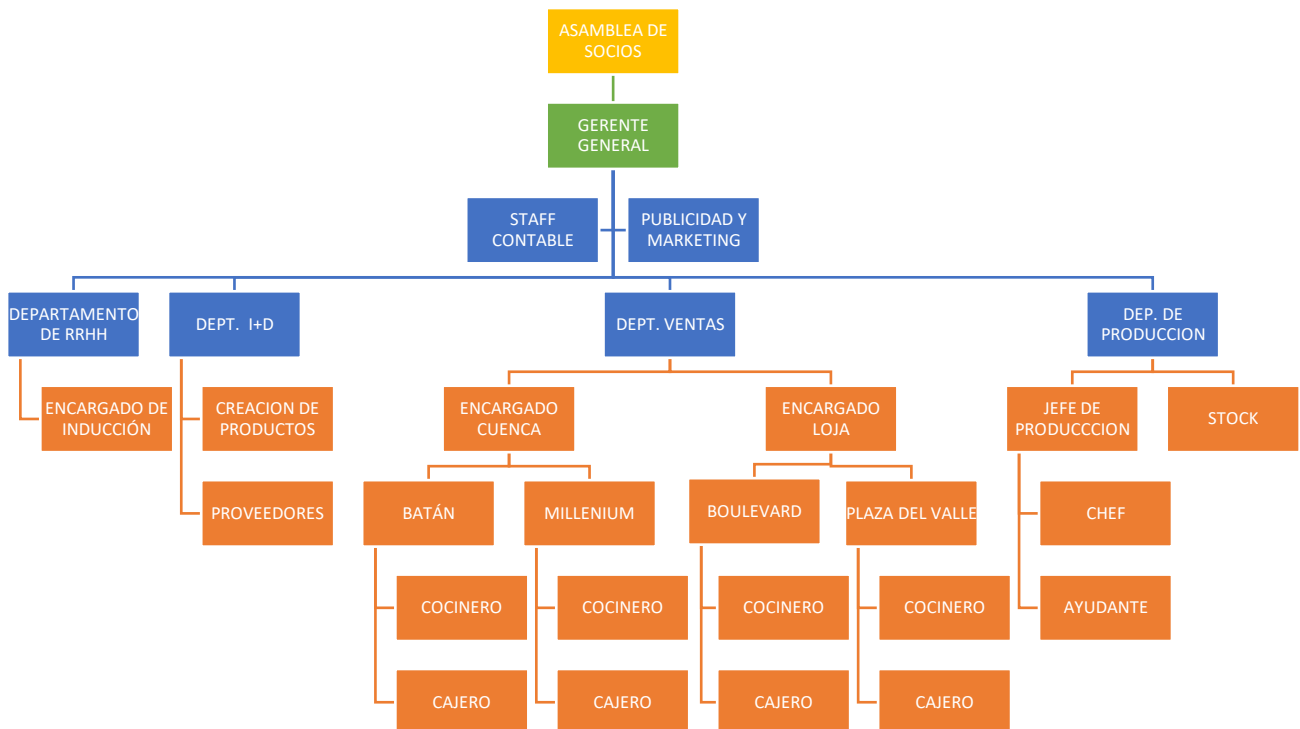 ASAMBLEA DE
SOCIOS
GERENTE
GENERAL
STAFF
CONTABLE
PUBLICIDAD Y
MARKETING
DEPARTAMENTO
DE RRHH
DEPT. I+D
DEPT. VENTAS
DEP. DE
PRODUCCION
ENCARGADO DE
INDUCCIÓN
CREACION DE
PRODUCTOS
ENCARGADO
CUENCA
ENCARGADO
LOJA
JEFE DE
PRODUCCCION
STOCK
PROVEEDORES
BATÁN
MILLENIUM
BOULEVARD
PLAZA DEL VALLE
CHEF
COCINERO
COCINERO
COCINERO
COCINERO
AYUDANTE
CAJERO
CAJERO
CAJERO
CAJERO